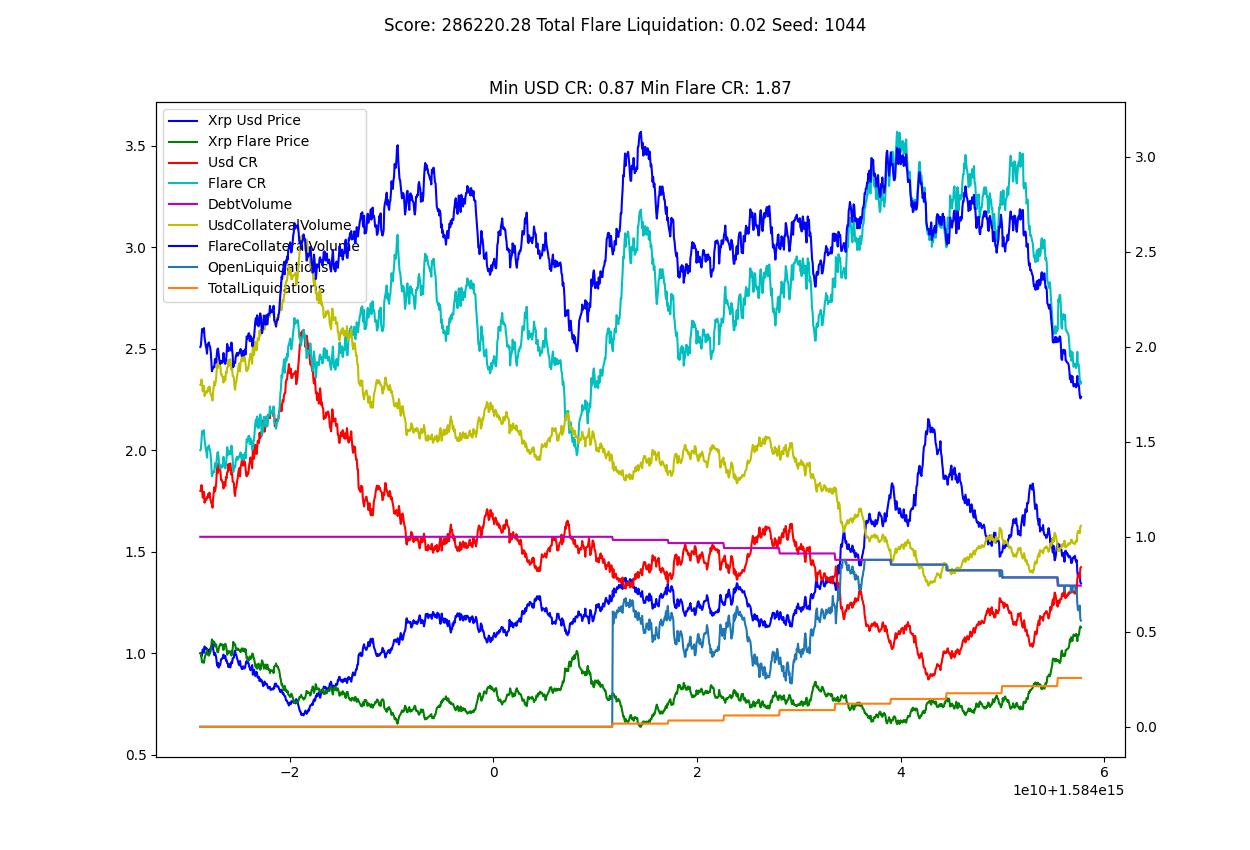 Score: 286220.28 Total Flare Liquidation: 0.02 Seed: 1044
Min USD CR: 0.87 Min Flare CR: 1.87
Xrp Usd Price
Xrp Flare Price
Usd CR
Flare CR
DebtVolume
UsdCollateralVolume
FlareCollateralVolume
OpenLiquidations
TotalLiquidations
3.5
3.0
2.5
2.0
1.5
1.0
0.5
3.0
2.5
2.0
1.5
1.0
0.5
0.0
−2 0 2 4 6
1e10+1.584e15